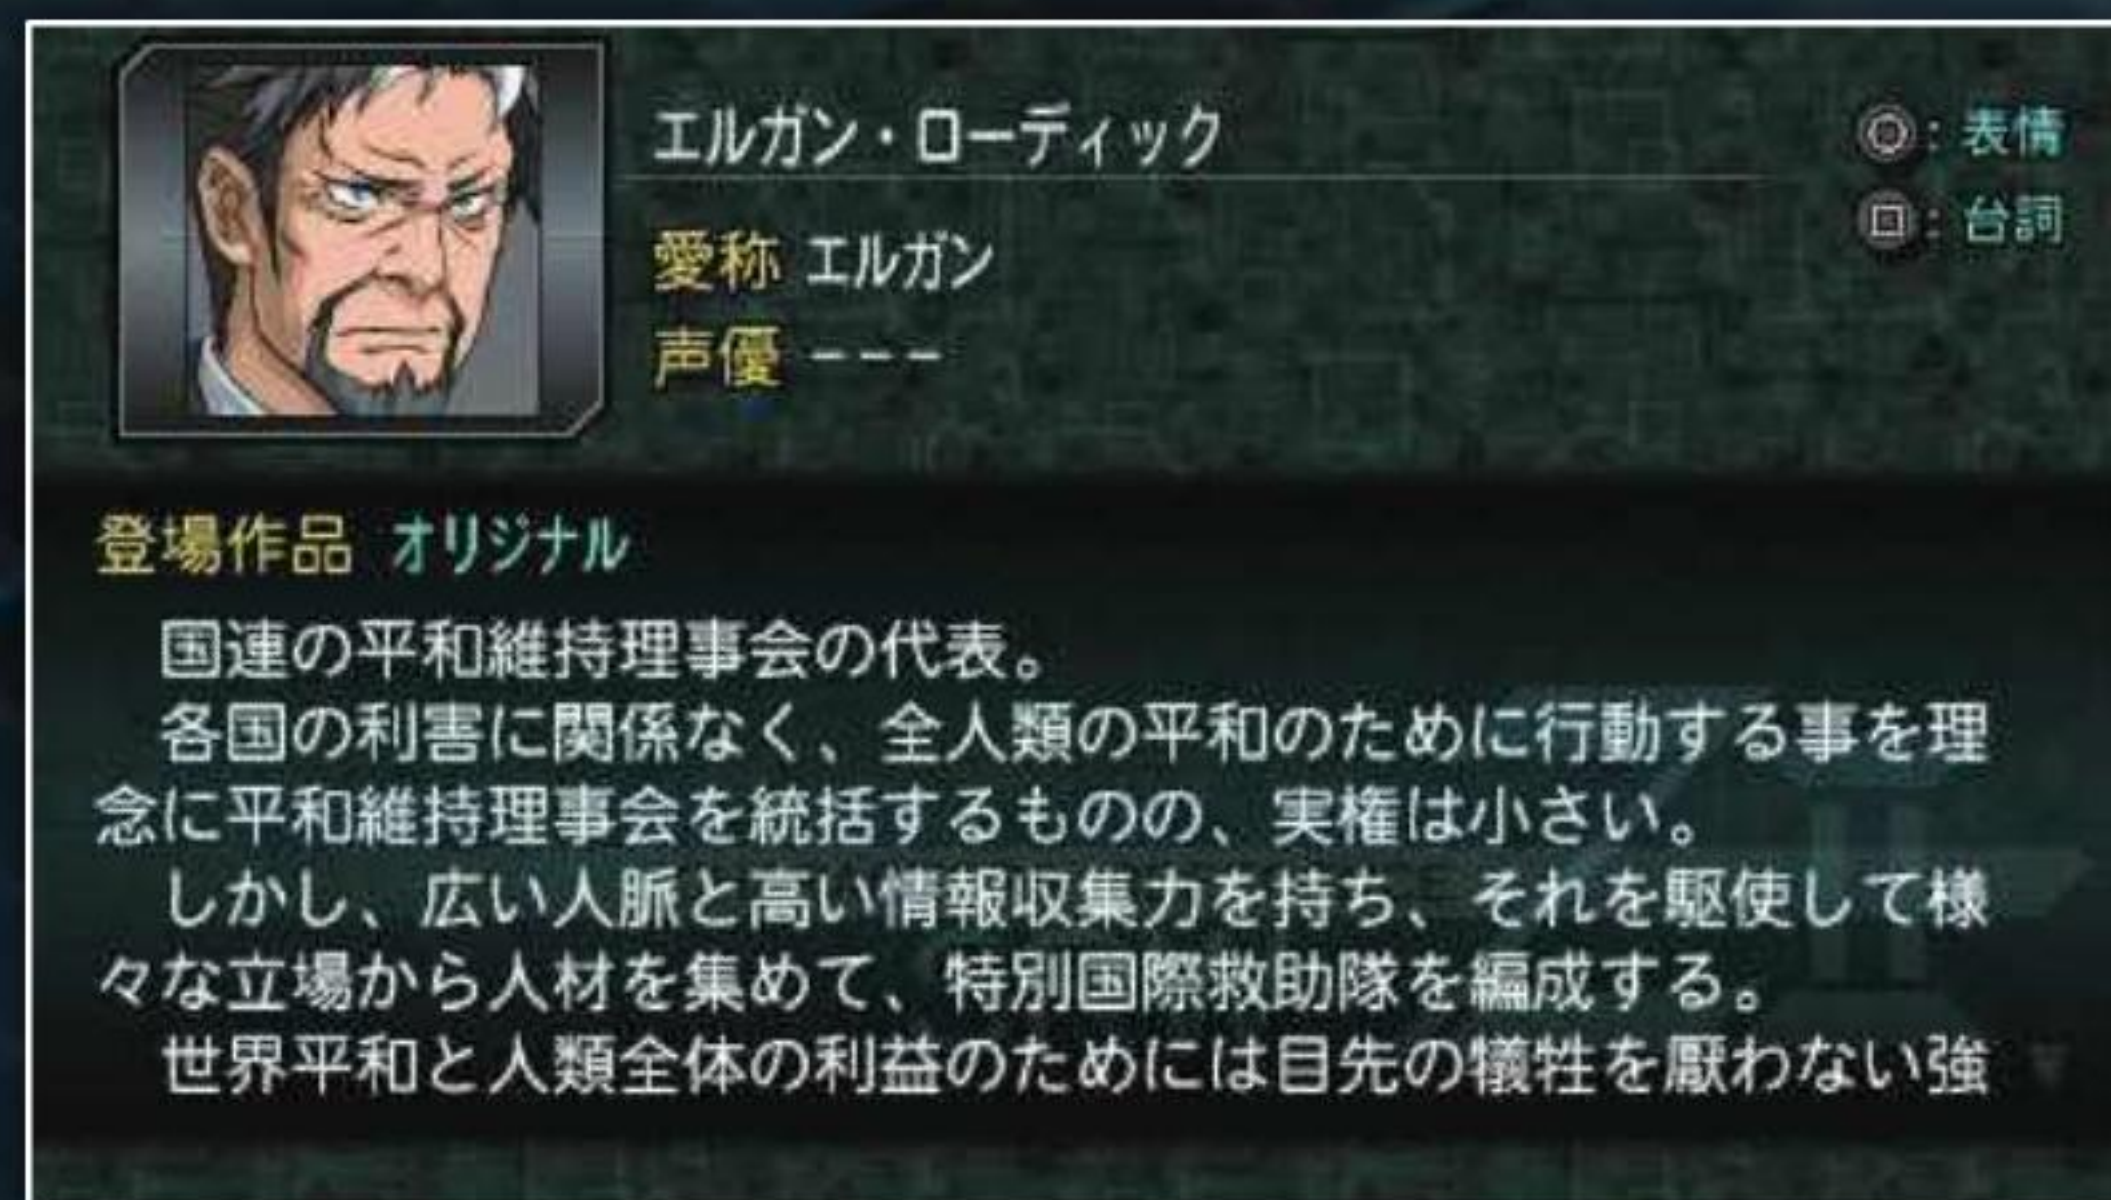 エルガン・ローディック
◎：表情
愛称 エルガン
□：台詞
声優 −−−
登場作品 オリジナル
国連の平和維持理事会の代表。
各国の利害に関係なく、全人類の平和のために行動する事を理
念に平和維持理事会を統括するものの、実権は小さい。
しかし、広い人脈と高い情報収集力を持ち、それを駆使して様
々な立場から人材を集めて、特別国際救助隊を編成する。
世界平和と人類全体の利益のためには目先の犠牲を厭わない強